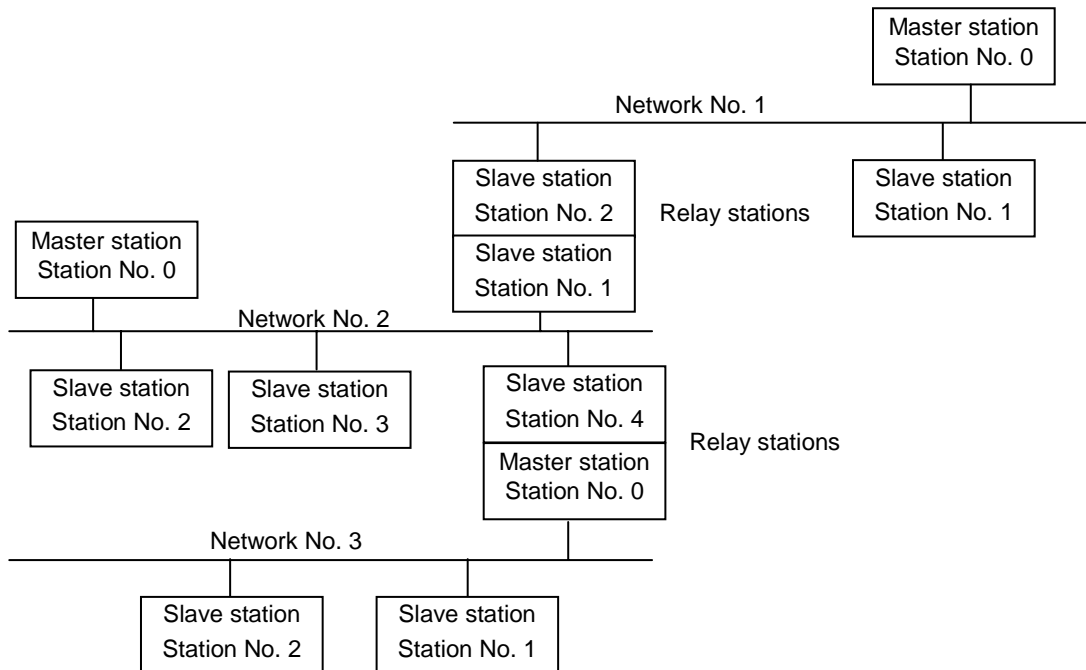 Master station
Station No. 0
Network No. 1
Slave station
Station No. 2
Slave station
Station No. 1
Relay stations
Slave station
Station No. 1
Master station
Station No. 0
Network No. 2
Slave station
Station No. 2
Slave station
Station No. 3
Slave station
Station No. 4
Master station
Station No. 0
Relay stations
Network No. 3
Slave station
Station No. 2
Slave station
Station No. 1